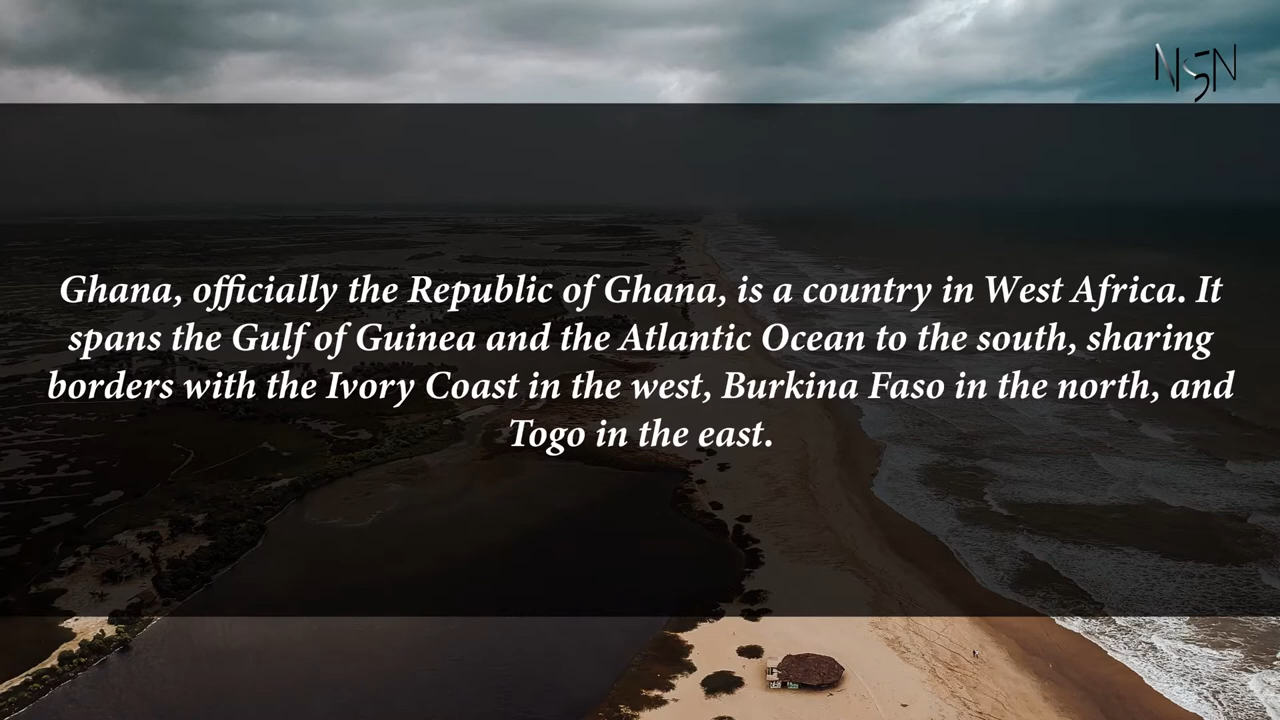 NSN
Ghana, officially the Republic of Ghana, is a country in West Africa. It
spans the Gulf of Guinea and the Atlantic Ocean to the south, sharing
borders with the Ivory Coast in the west, Burkina Faso in the north, and
Togo in the east.